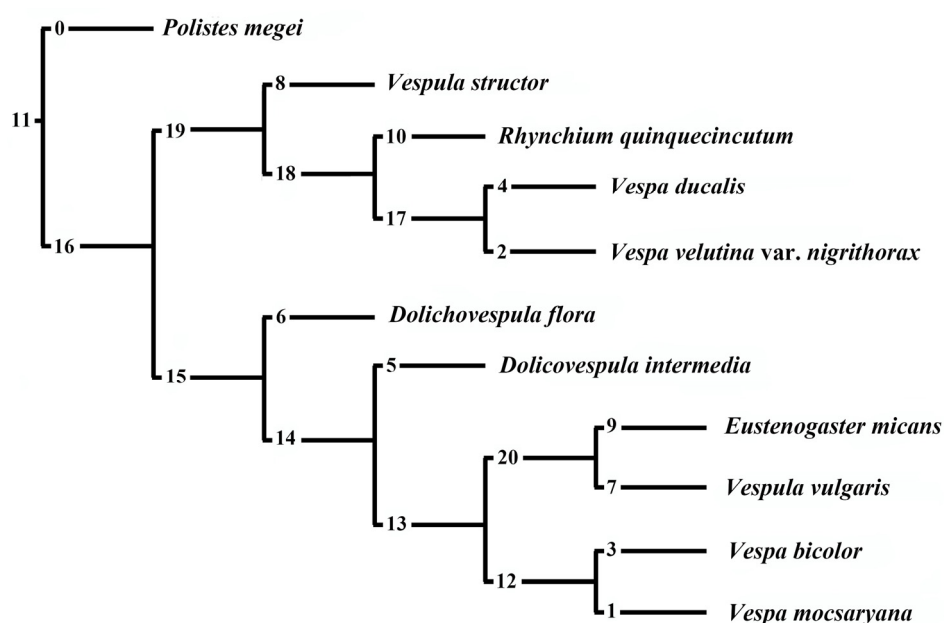 0 Polistes megei
8 Vespula structor
11
19
10 Rhynchium quinquecincutum
18
4 Vespa ducalis
17
16
2 Vespa velutina var. nigrithorax
6 Dolichovespula flora
5 Dolicovespula intermedia
15
9 Eustenogaster micans
14
20
7 Vespula vulgaris
13
3 Vespa bicolor
12
1 Vespa mocsaryana